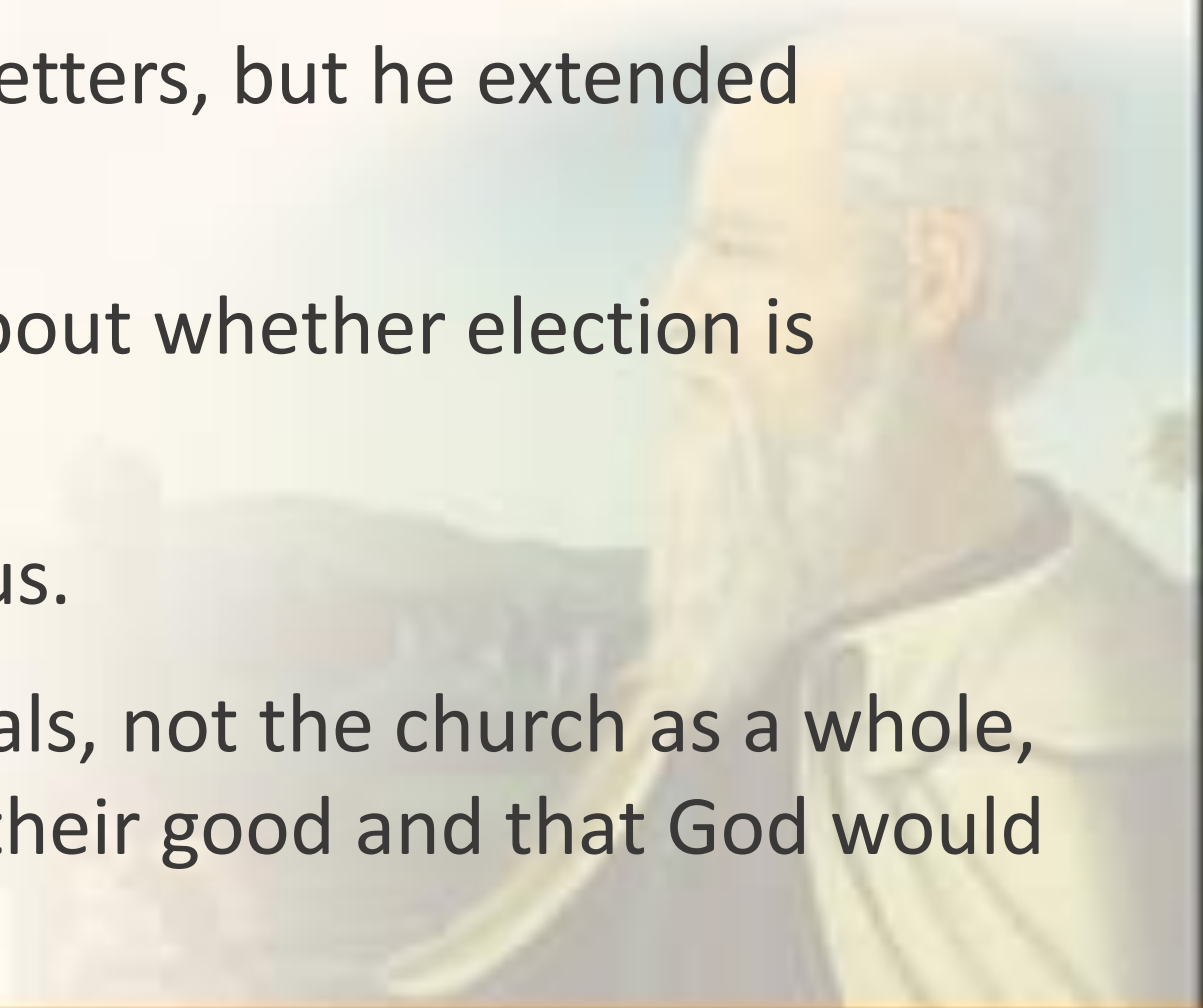 etters, but he extended
bout whether election is
us.
als, not the church as a whole,
their good and that God would